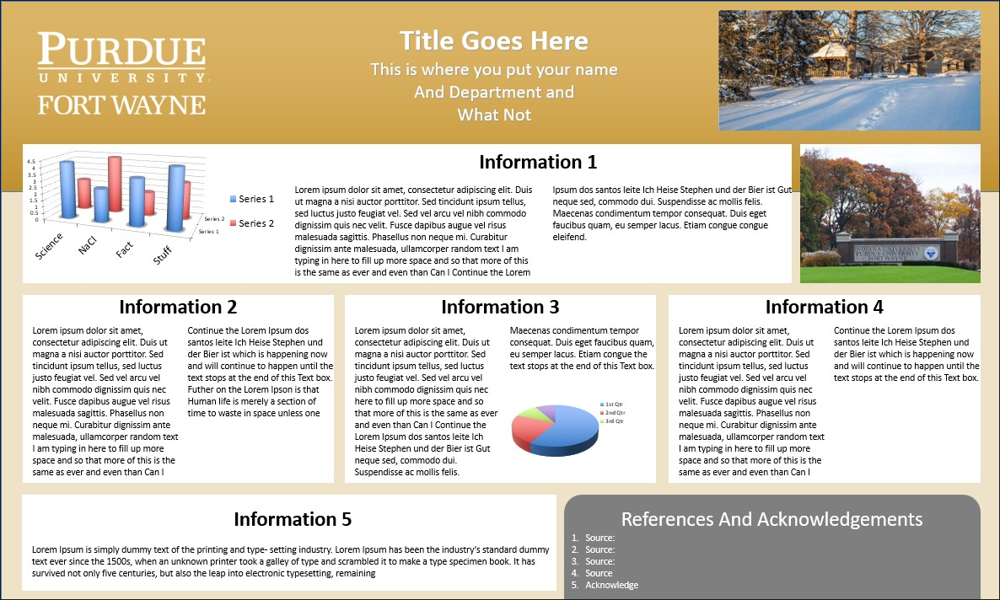 PURDUE
UNIVERSITY.
FORT WAYNE
Title Goes Here
This is where you put your name
And Department and
What Not
4.5
4
3.5
3
2.5
2
1.5
1
0.5
0
Science
NaCl
Fact
Stuff
Series 2
Series 1
Series 1
Series 2
Information 1
Lorem ipsum dolor sit amet, consectetur adipiscing elit. Duis
ut magna a nisi auctor porttitor. Sed tincidunt ipsum tellus,
sed luctus justo feugiat vel. Sed vel arcu vel nibh commodo
dignissim quis nec velit. Fusce dapibus augue vel risus
malesuada sagittis. Phasellus non neque mi. Curabitur
dignissim ante malesuada, ullamcorper random text I am
typing in here to fill up more space and so that more of this
is the same as ever and even than Can I Continue the Lorem
Ipsum dos santos leite Ich Heise Stephen und der Bier ist Gut
neque sed, commodo dui. Suspendisse ac mollis felis.
Maecenas condimentum tempor consequat. Duis eget
faucibus quam, eu semper lacus. Etiam congue congue
eleifend.
INDIANA UNIVERSITY
PURDUE UNIVERSITY
FORT WAYNE
Information 2
Lorem ipsum dolor sit amet,
consectetur adipiscing elit. Duis ut
magna a nisi auctor porttitor. Sed
tincidunt ipsum tellus, sed luctus
justo feugiat vel. Sed vel arcu vel
nibh commodo dignissim quis nec
velit. Fusce dapibus augue vel risus
malesuada sagittis. Phasellus non
neque mi. Curabitur dignissim ante
malesuada, ullamcorper random text
I am typing in here to fill up more
space and so that more of this is the
same as ever and even than Can I
Continue the Lorem Ipsum dos
santos leite Ich Heise Stephen und
der Bier ist which is happening now
and will continue to happen until the
text stops at the end of this Text box.
Futher on the Lorem Ipson is that
Human life is merely a section of
time to waste in space unless one
Information 3
Lorem ipsum dolor sit amet,
consectetur adipiscing elit. Duis ut
magna a nisi auctor porttitor. Sed
tincidunt ipsum tellus, sed luctus
justo feugiat vel. Sed vel arcu vel
nibh commodo dignissim quis nec
here to fill up more space and so
that more of this is the same as ever
and even than Can I Continue the
Lorem Ipsum dos santos leite Ich
Heise Stephen und der Bier ist Gut
neque sed, commodo dui.
Suspendisse ac mollis felis.
Maecenas condimentum tempor
consequat. Duis eget faucibus quam,
eu semper lacus. Etiam congue the
text stops at the end of this Text box.
1st Qtr
2nd Qtr
3rd Qtr
Information 4
Lorem ipsum dolor sit amet,
consectetur adipiscing elit. Duis ut
magna a nisi auctor porttitor. Sed
tincidunt ipsum tellus, sed luctus
justo feugiat vel. Sed vel arcu vel
nibh commodo dignissim quis nec
velit. Fusce dapibus augue vel risus
malesuada sagittis. Phasellus non
neque mi. Curabitur dignissim ante
malesuada, ullamcorper random text
I am typing in here to fill up more
space and so that more of this is the
same as ever and even than Can I
Continue the Lorem Ipsum dos
santos leite Ich Heise Stephen und
der Bier ist which is happening now
and will continue to happen until the
text stops at the end of this Text box.
Information 5
Lorem Ipsum is simply dummy text of the printing and type- setting industry. Lorem Ipsum has been the industry’s standard dummy
text ever since the 1500s, when an unknown printer took a galley of type and scrambled it to make a type specimen book. It has
survived not only five centuries, but also the leap into electronic typesetting, remaining
References And Acknowledgements
1. Source:
2. Source:
3. Source:
4. Source
5. Acknowledge